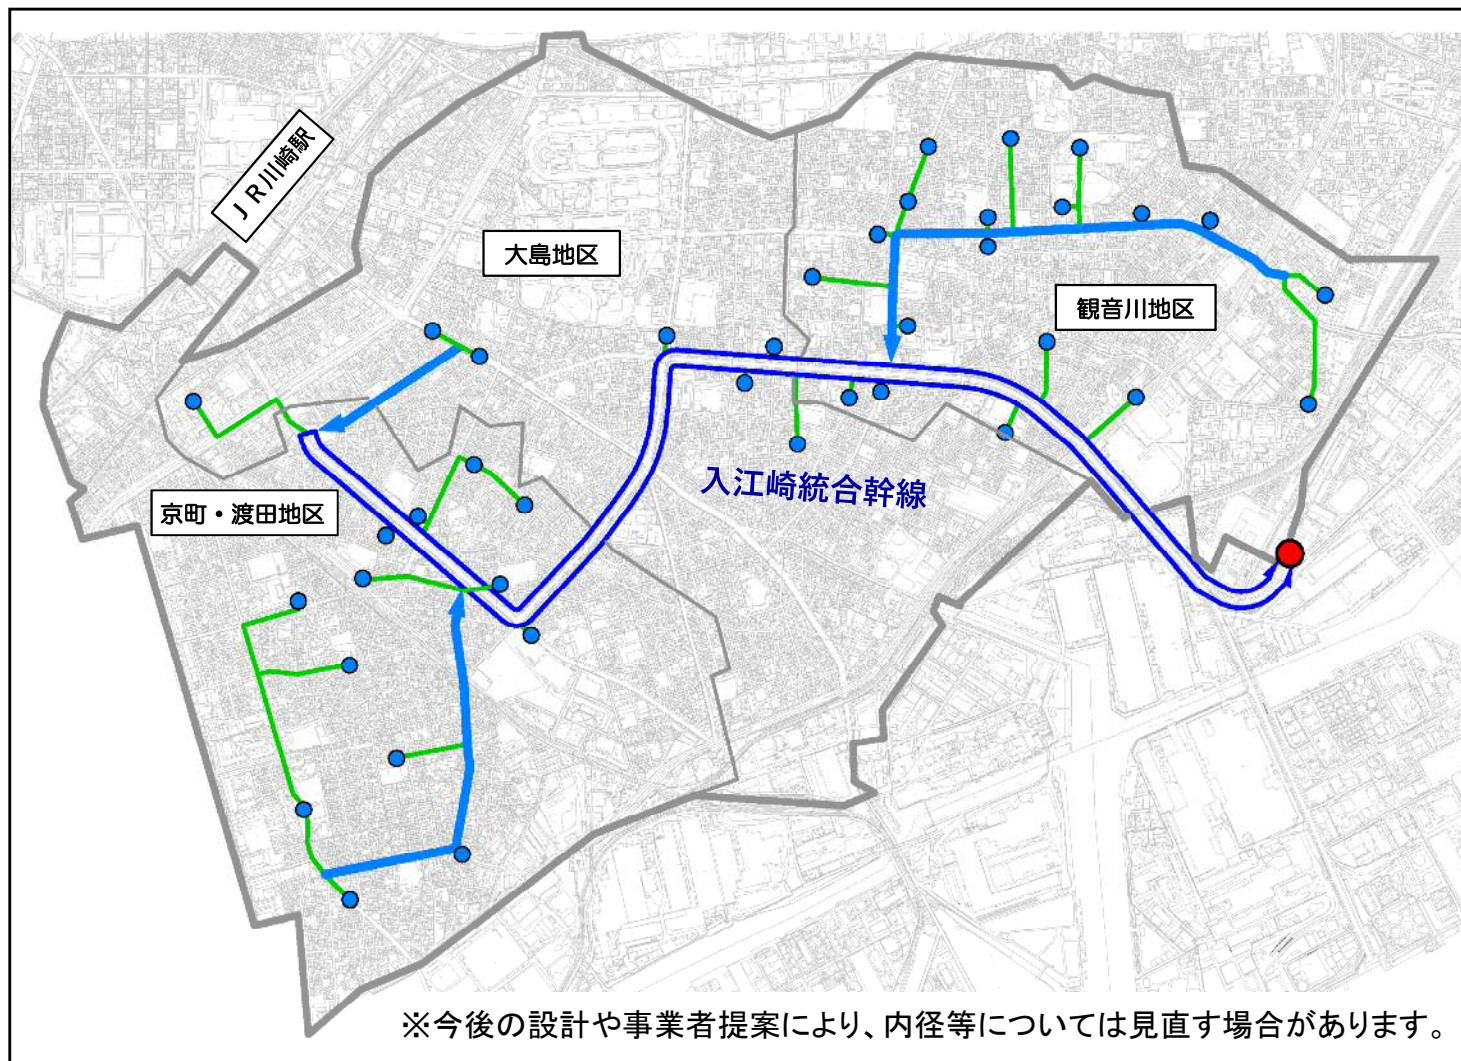 JR川崎駅
大島地区
観音川地区
京町・渡田地区
入江崎統合幹線
※今後の設計や事業者提案により、内径等については見直す場合があります。